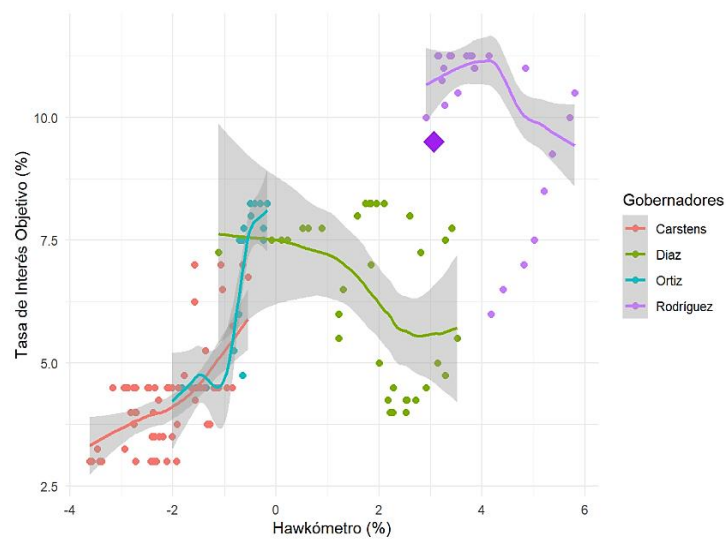 10.0
7.5
5.0
2.5
Tasa de Interés Objetivo (%)
-4
-2
0
2
4
6
Hawkómetro (%)
Gobernadores
Carstens
Diaz
Ortiz
Rodríguez